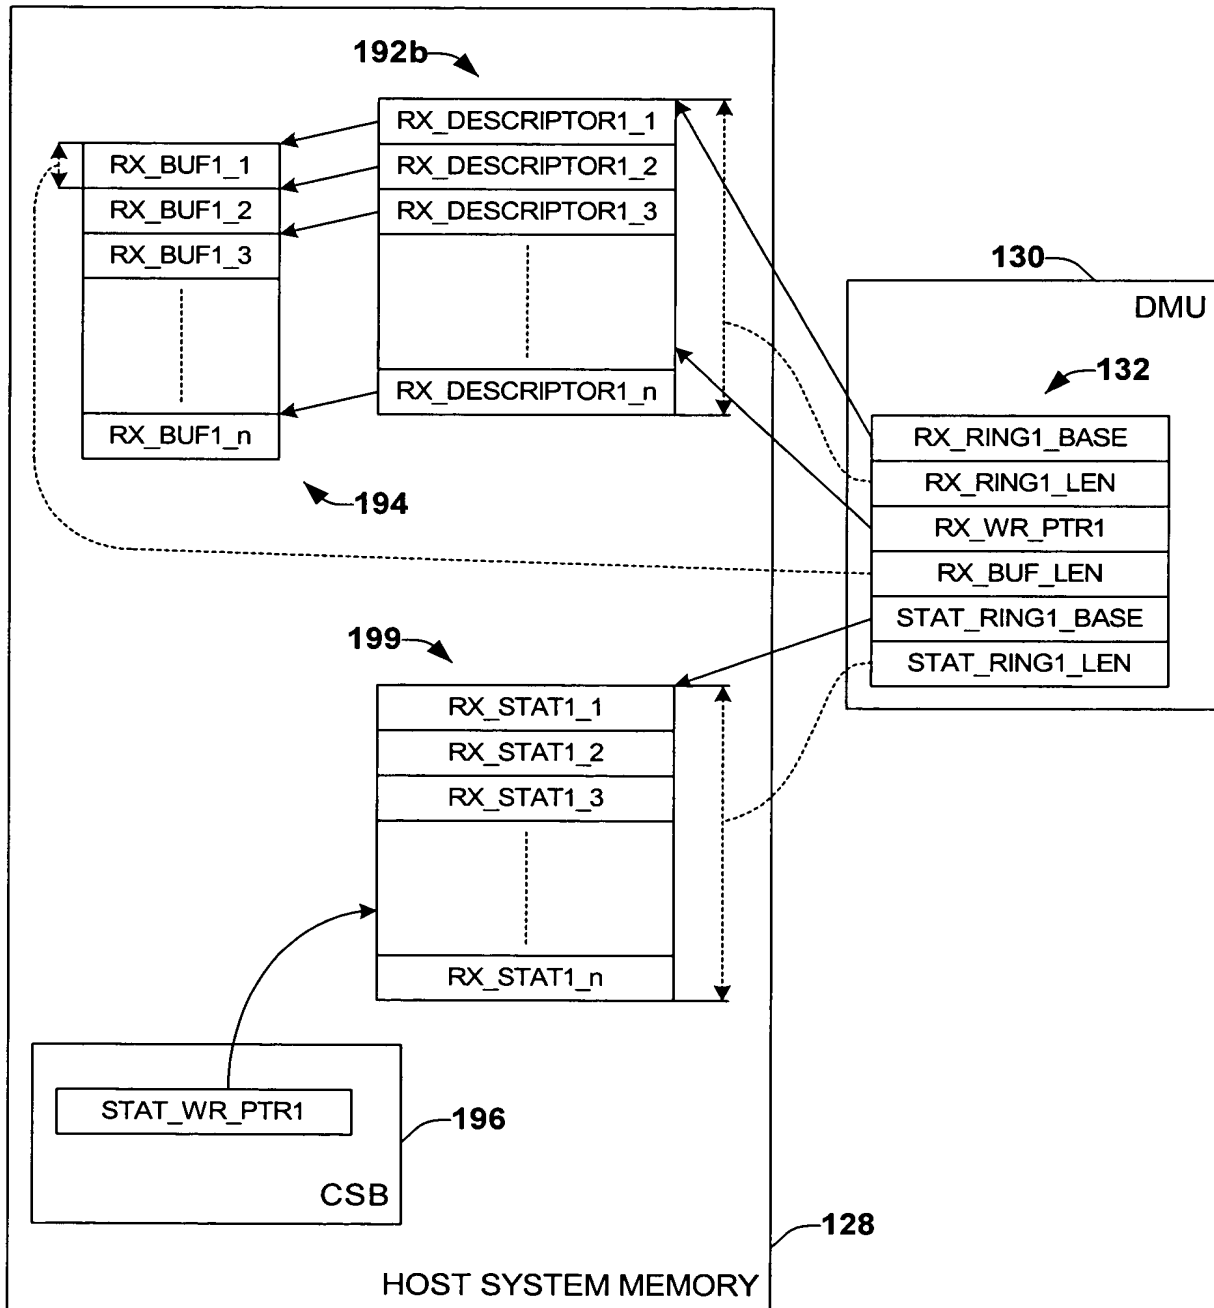 192b
RX_DESCRIPTOR1_1
RX_DESCRIPTOR1_2
RX_DESCRIPTOR1_3
RX_DESCRIPTOR1_n
RX_BUF1_1
RX_BUF1_2
RX_BUF1_3
RX_BUF1_n
194
130
DMU
132
RX_RING1_BASE
RX_RING1_LEN
RX_WR_PTR1
RX_BUF_LEN
STAT_RING1_BASE
STAT_RING1_LEN
199
RX_STAT1_1
RX_STAT1_2
RX_STAT1_3
RX_STAT1_n
STAT_WR_PTR1
196
CSB
128
HOST SYSTEM MEMORY